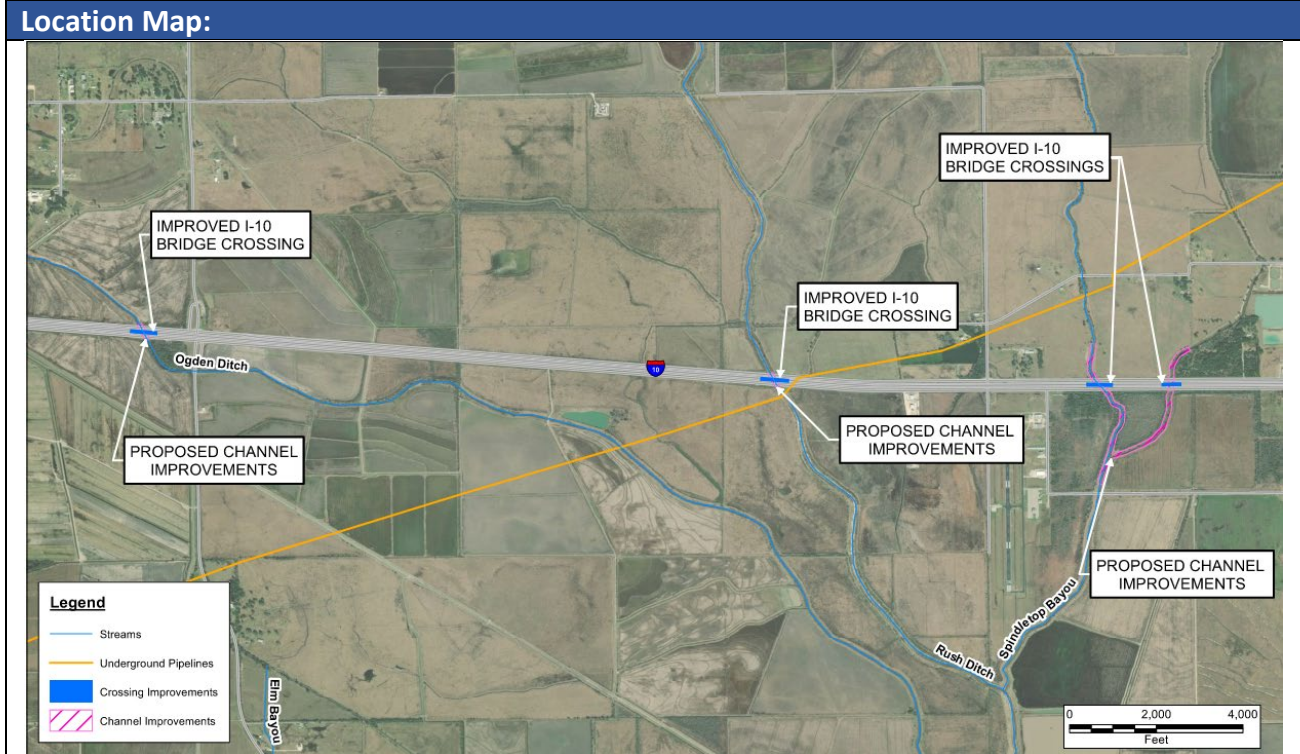 Location Map:
IMPROVED I-10
BRIDGE CROSSINGS
IMPROVED I-10
BRIDGE CROSSING
IMPROVED I-10
BRIDGE CROSSING
Ogden Ditch
10
PROPOSED CHANNEL
IMPROVEMENTS
PROPOSED CHANNEL
IMPROVEMENTS
PROPOSED CHANNEL
IMPROVEMENTS
Spindletop Bayou
Rush Ditch
Elm Bayou
Legend
Streams
Underground Pipelines
Crossing Improvements
Channel Improvements
0 2,000 4,000
Feet